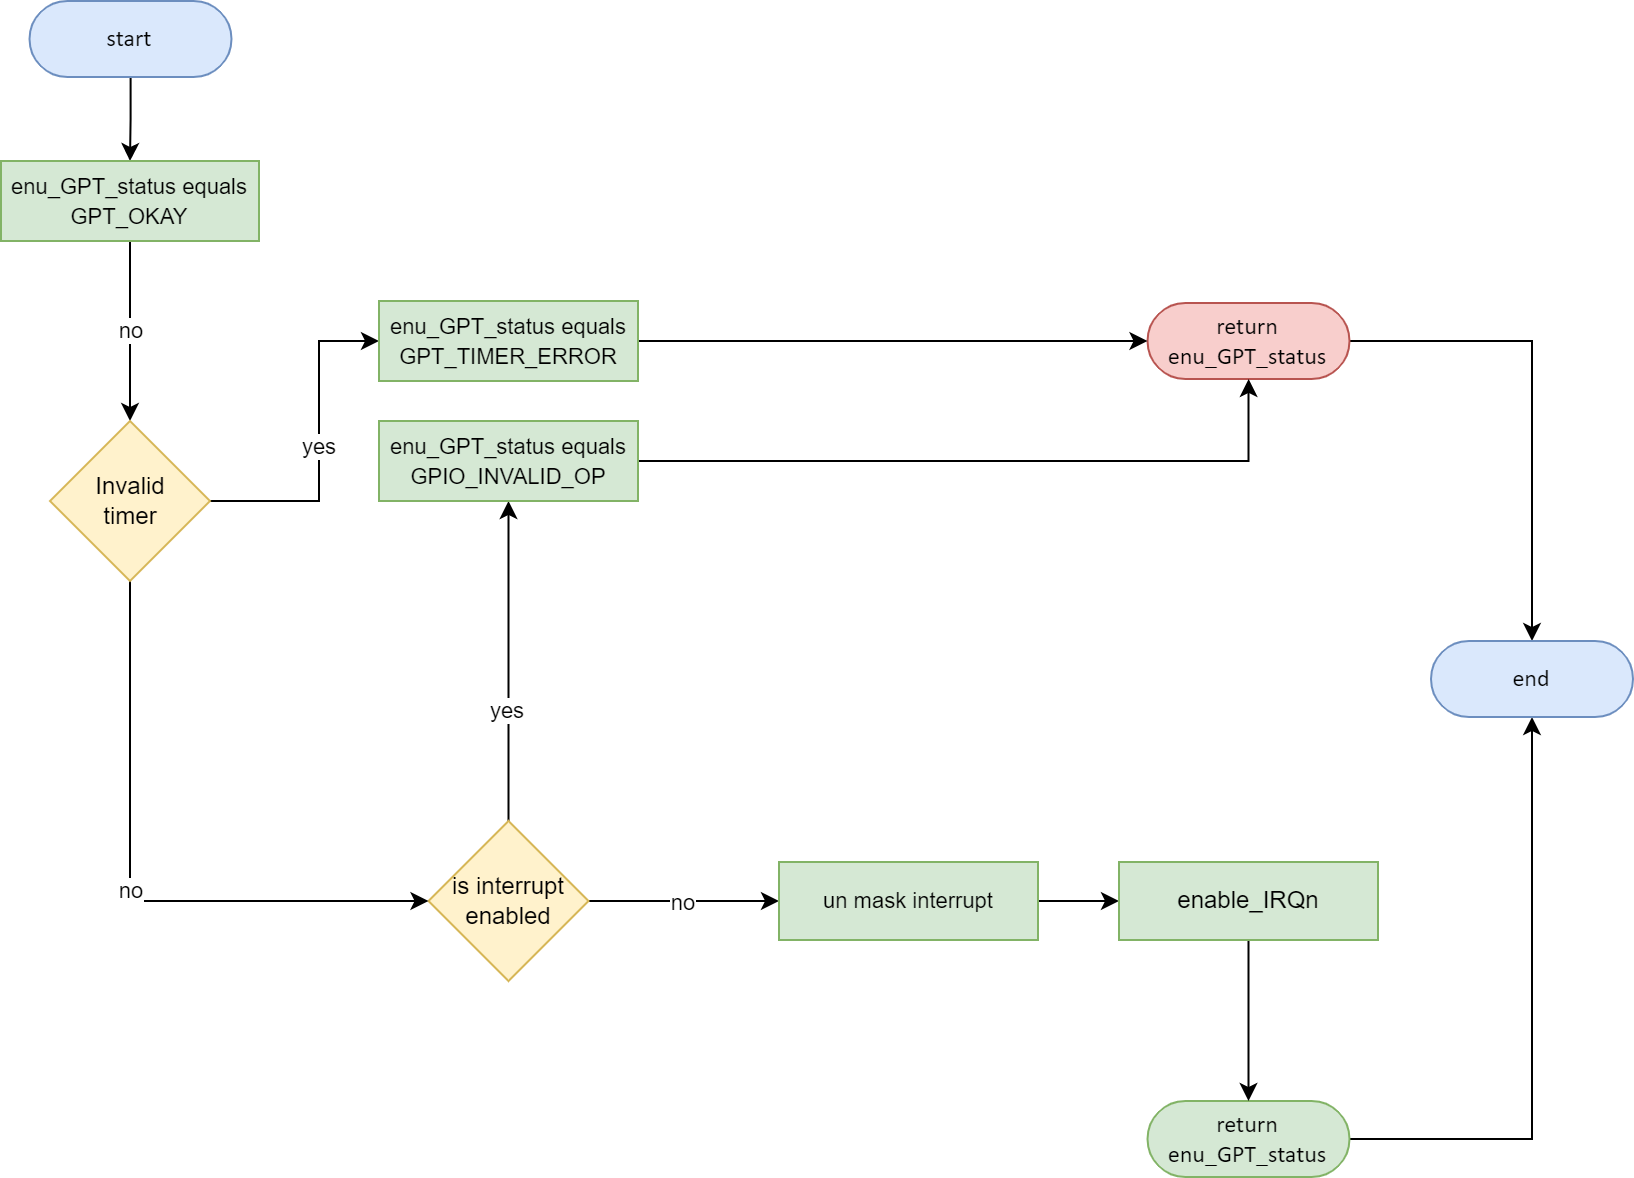 start
enu_GPT_status equals
GPT_OKAY
no
enu_GPT_status equals
GPT_TIMER_ERROR
return
enu_GPT_status
yes
enu_GPT_status equals
GPIO_INVALID_OP
Invalid
timer
end
yes
no
is interrupt
enabled
no
un mask interrupt
enable_IRQn
return
enu_GPT_status